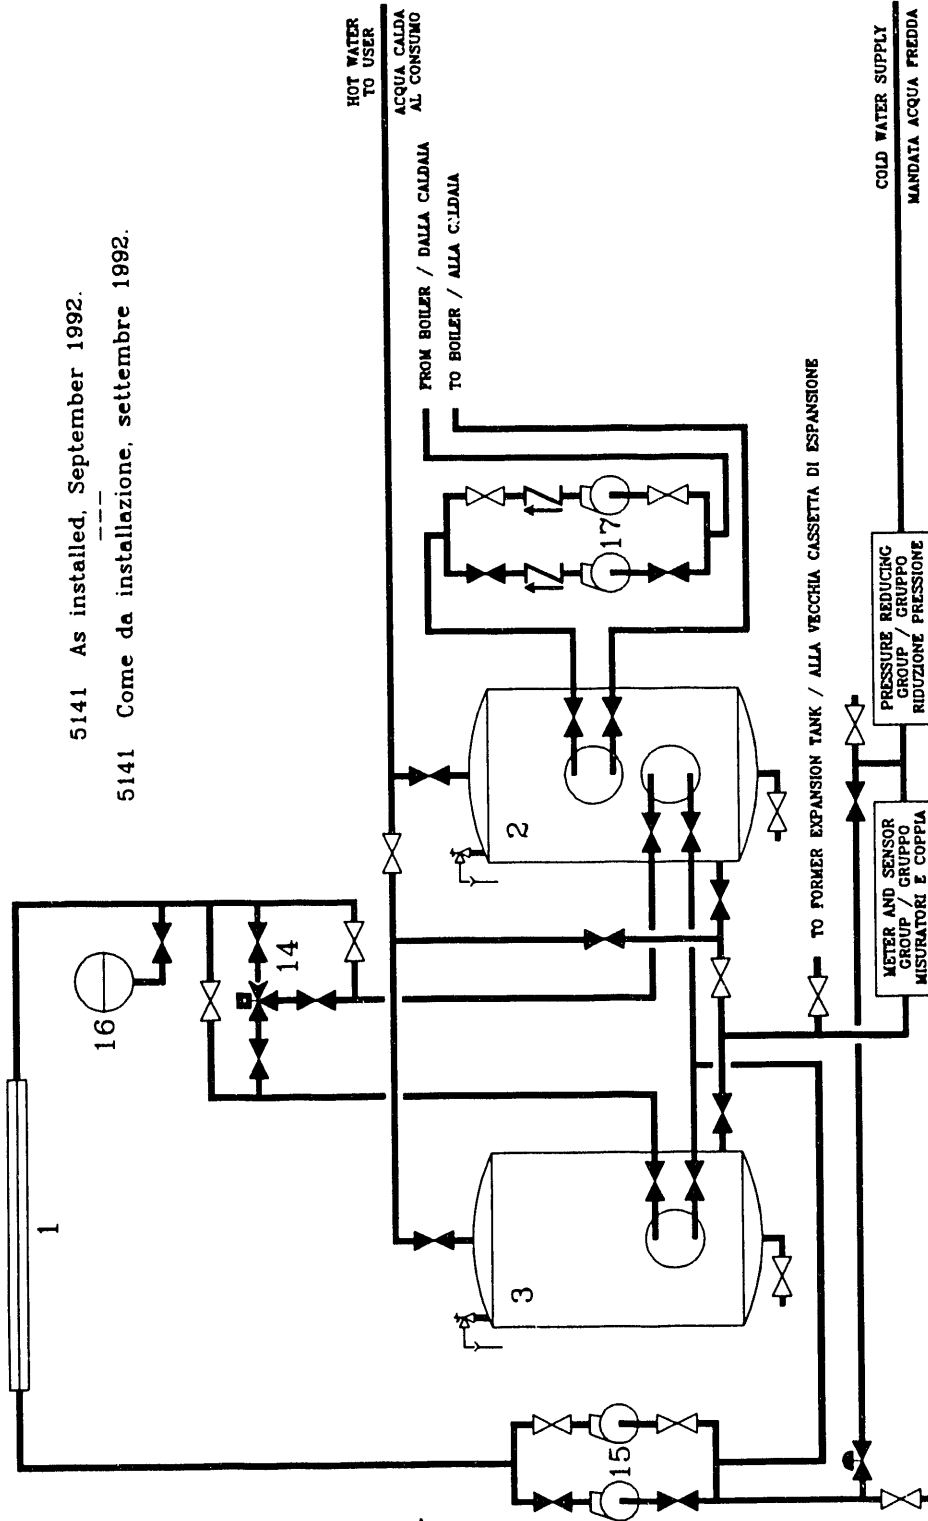 5141 As installed, September 1992.
5141 Come da installazione, settembre 1992.
HOT WATER
TO USER
ACQUA CALDA
AL CONSUMO
FROM BOILER / DALLA CALDAIA
TO BOILER / ALLA CALDAIA
TO FORMER EXPANSION TANK / ALLA VECCHIA CASSETTA DI ESPANSIONE
COLD WATER SUPPLY
MANDATA ACQUA FREDDA
PRESSURE REDUCING
GROUP / GRUPPO
RIDUZIONE PRESSIONE
METER AND SENSOR
GROUP / GRUPPO
MISURATORI E COPPIA
1
16
14
2
17
3
15